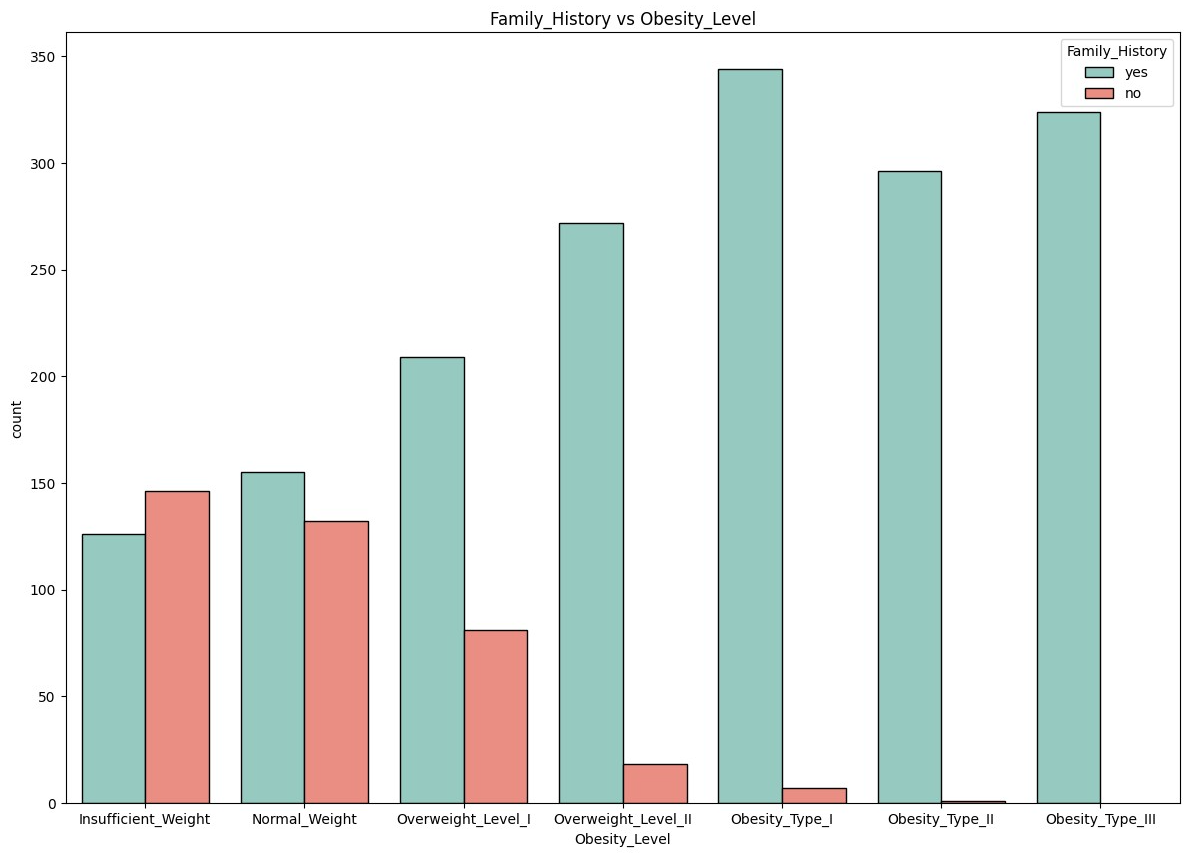 Family_History vs Obesity_Level
Family_History
yes
no
350
300
250
200
150
100
50
0
count
Insufficient_Weight
Normal_Weight
Overweight_Level_I
Overweight_Level_II
Obesity_Type_I
Obesity_Type_II
Obesity_Type_III
Obesity_Level